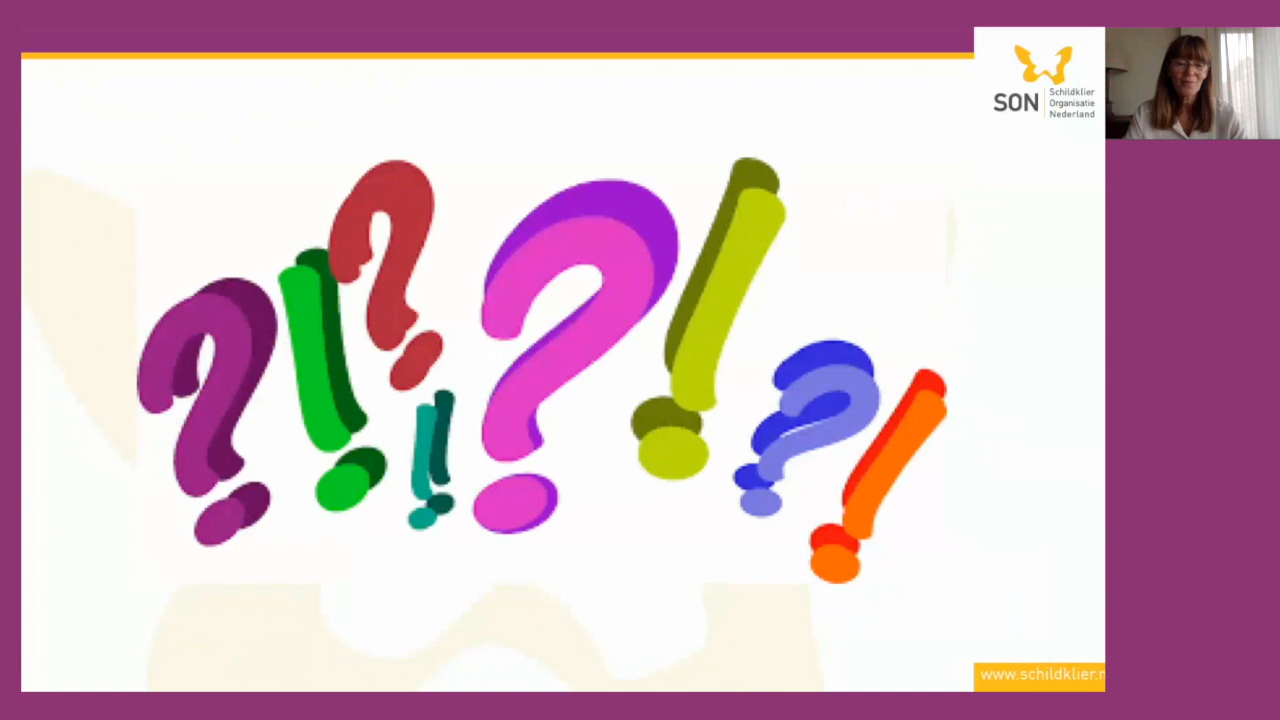 SON
Schildklier
Organisatie
Nederland
? ! ? ! ? ! ? !
www.schildklier.n